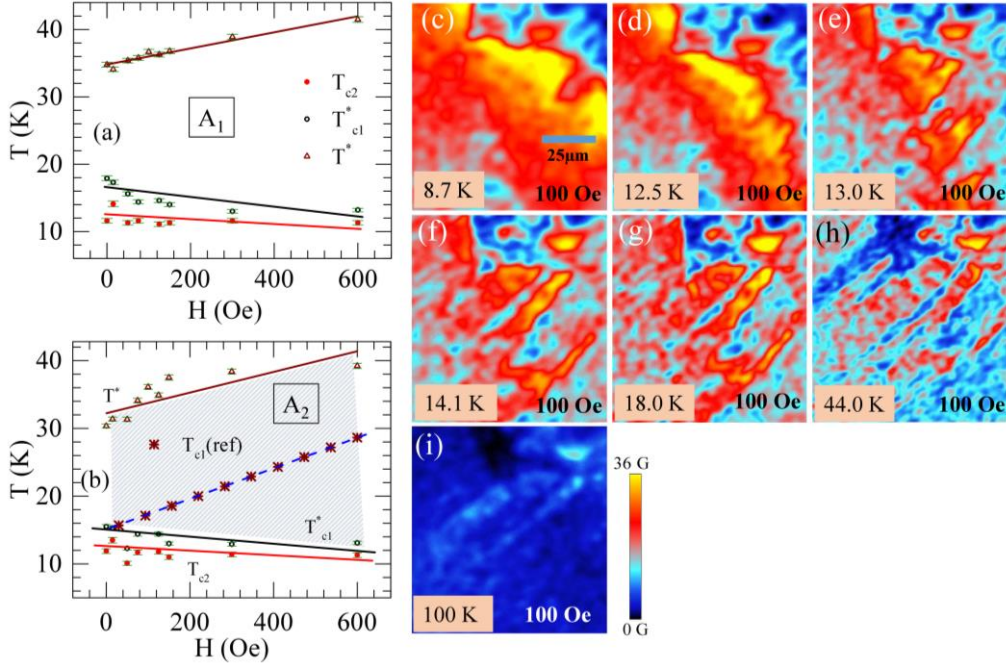 40
30
20
10
T (K)
(a)
A1
Tc2
T*c1
T*
0 200 400 600
H (Oe)
40
30
20
10
T (K)
(b)
T*
A2
Tc1(ref)
T*c1
Tc2
0 200 400 600
H (Oe)
(c)
25μm
8.7 K
100 Oe
(d)
12.5 K
100 Oe
(e)
13.0 K
100 Oe
(f)
14.1 K
100 Oe
(g)
18.0 K
100 Oe
(h)
44.0 K
100 Oe
(i)
100 K
100 Oe
36 G
0 G